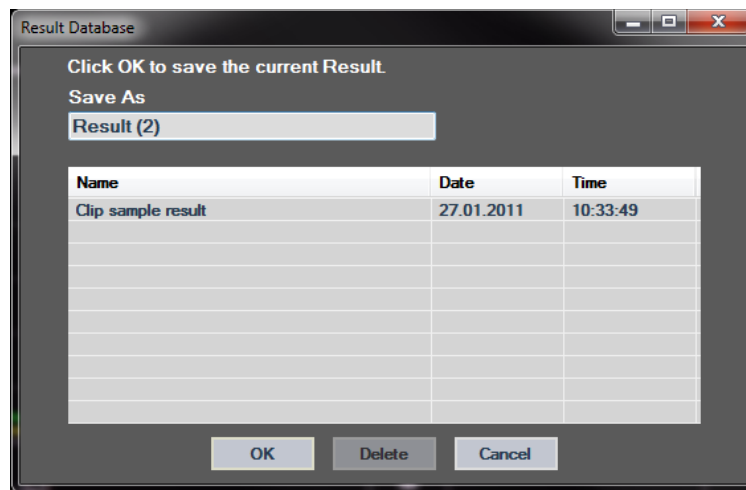 Result Database
Click OK to save the current Result.
Save As
Result (2)
Name Date Time
Clip sample result 27.01.2011 10:33:49
OK Delete Cancel